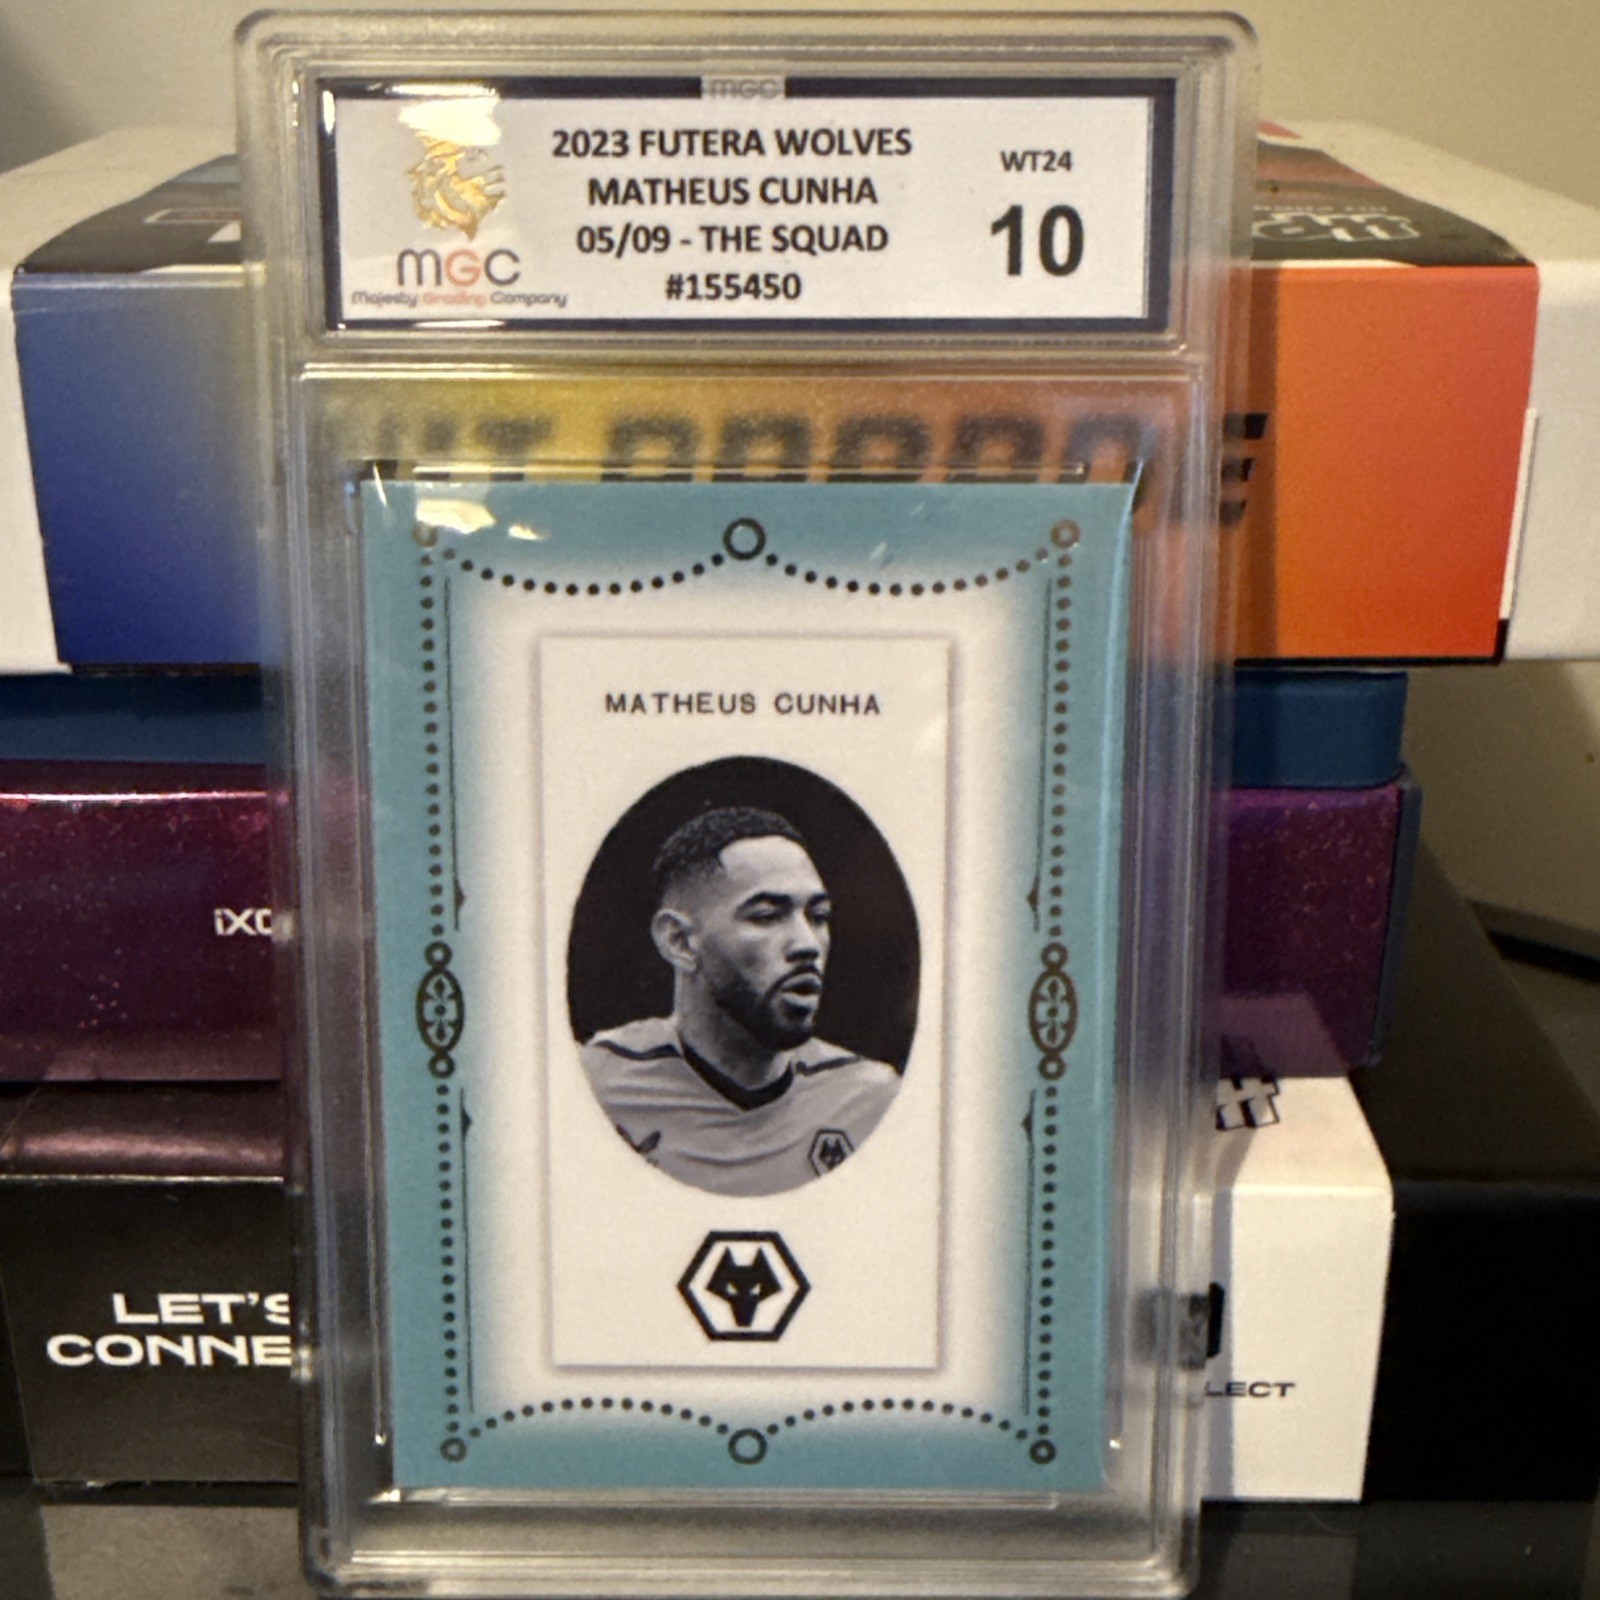 MGC
2023 FUTERA WOLVES
MATHEUS CUNHA
05/09 - THE SQUAD
#155450
WT24
10
MGC
Majesty Grading Company
MATHEUS CUNHA
LET'S
CONNE
LECT